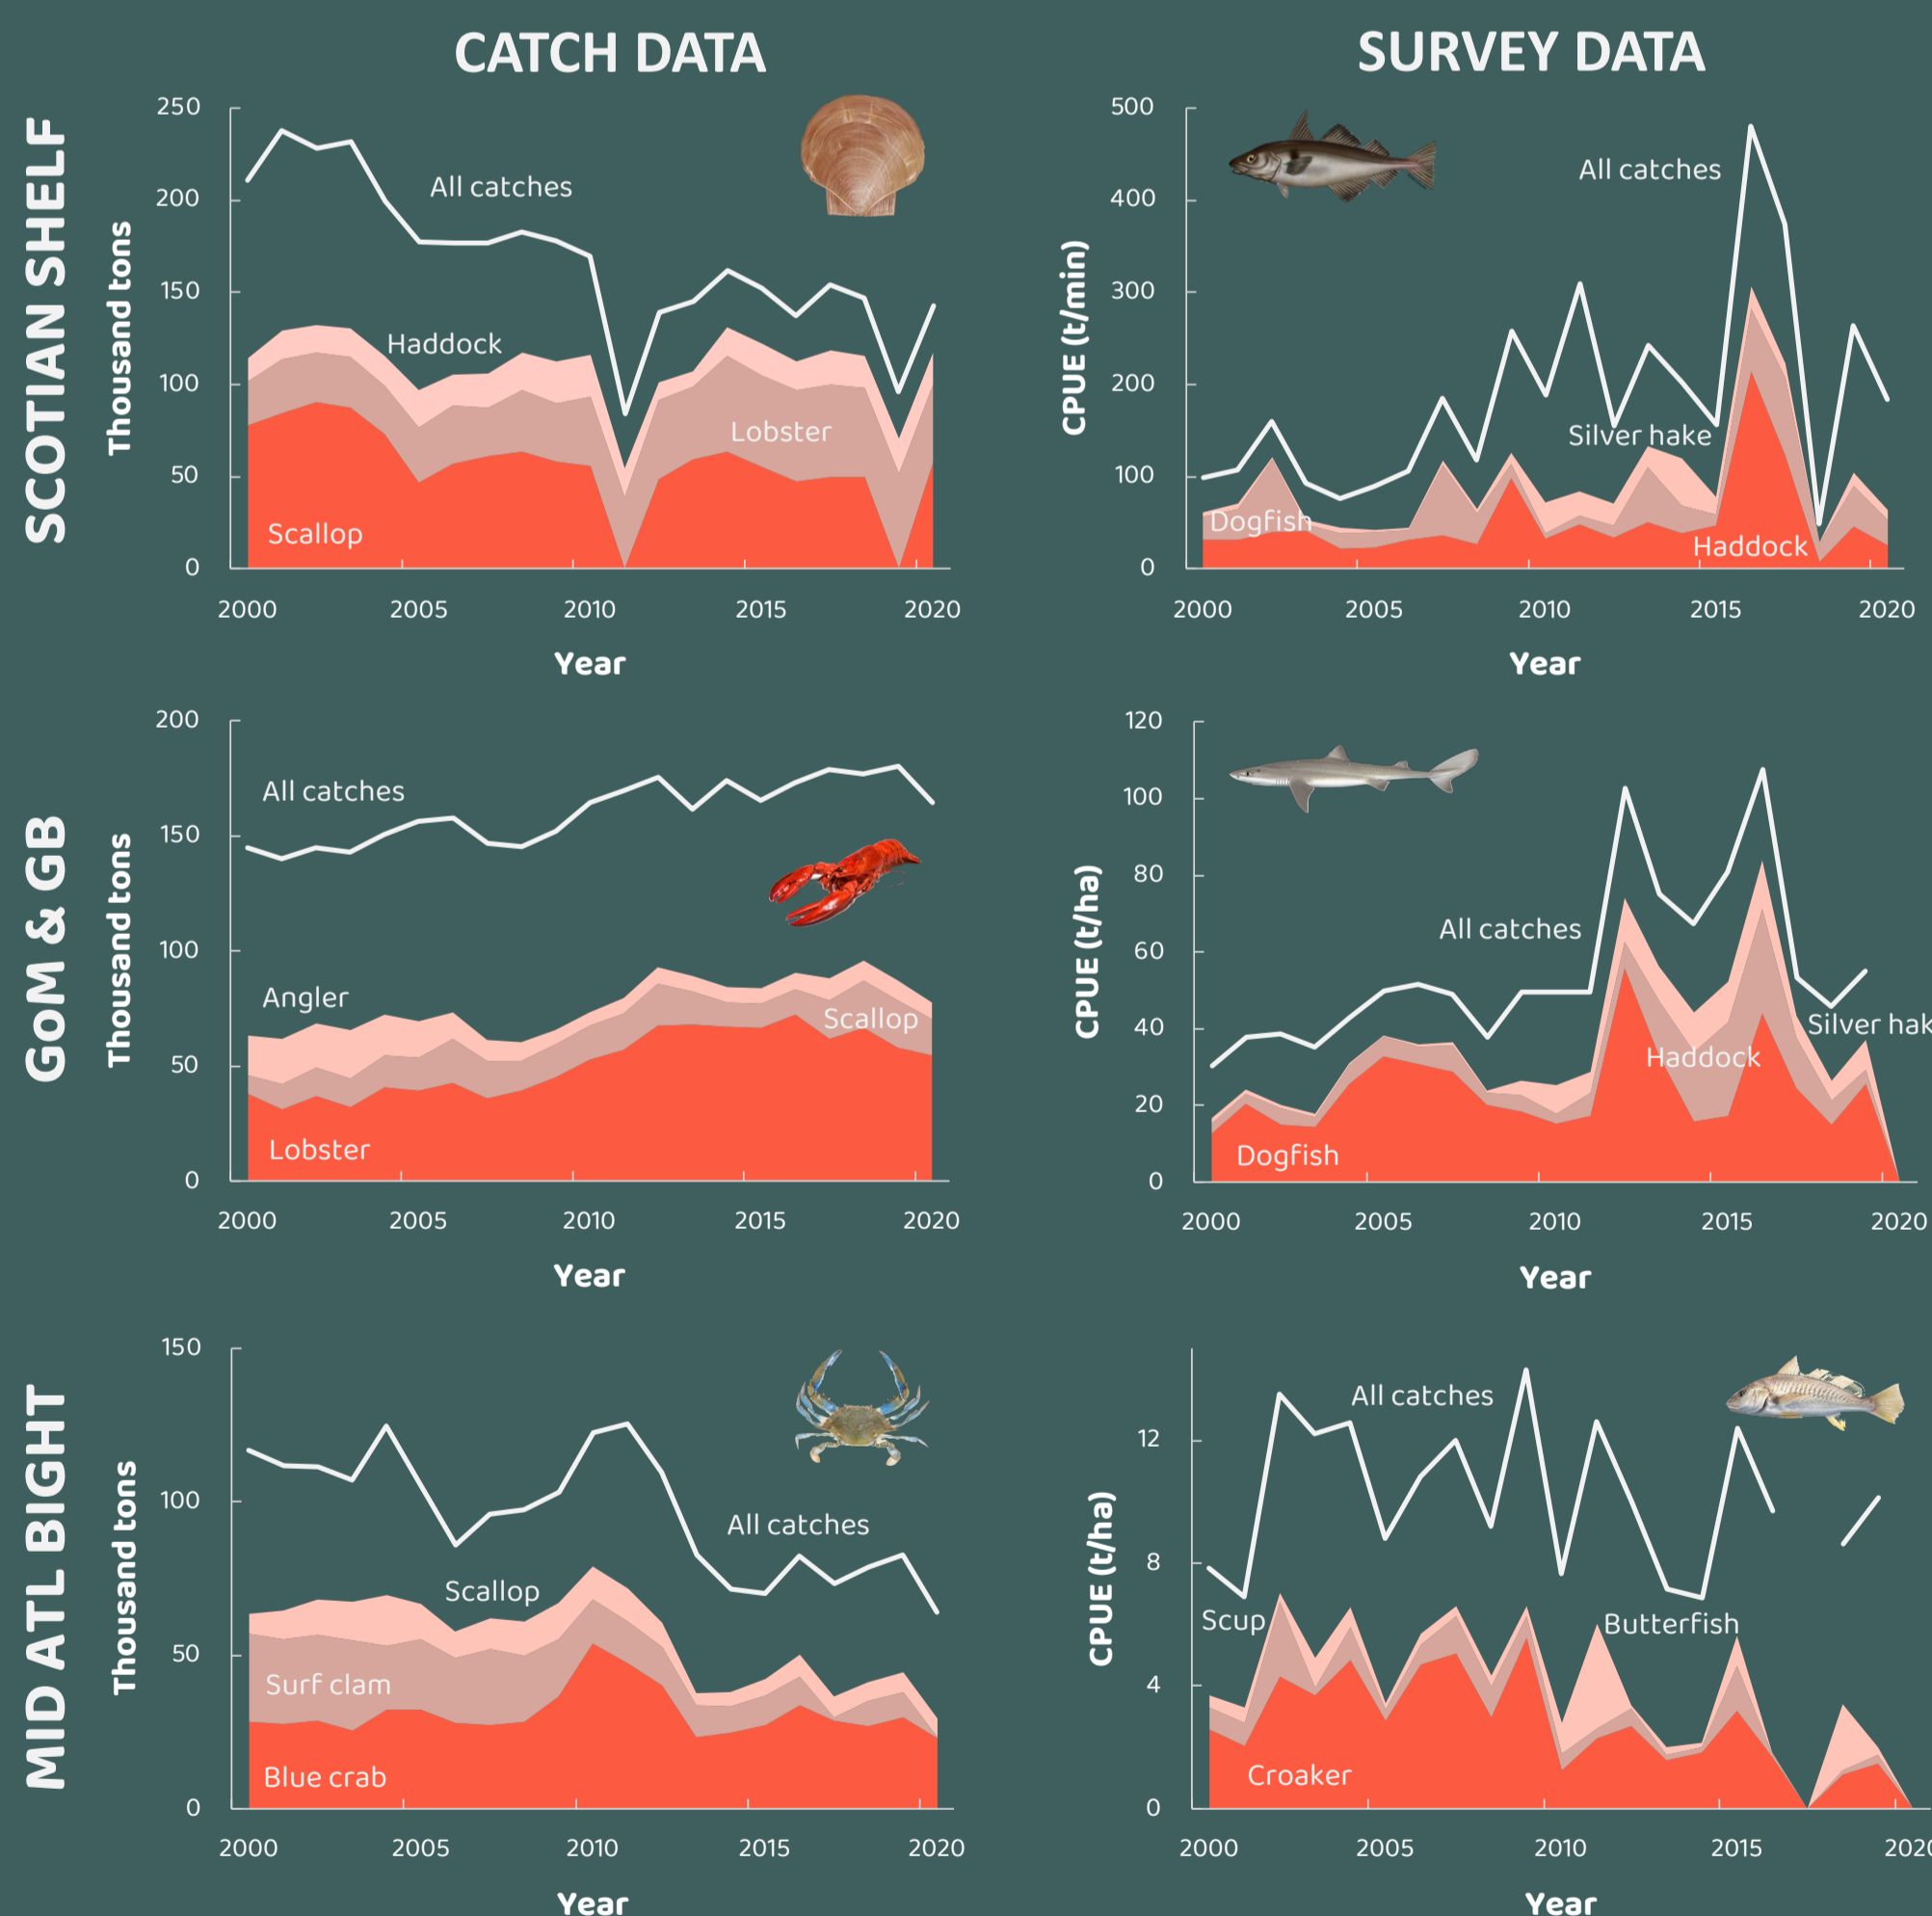 CATCH DATA
SURVEY DATA
SCOTIAN SHELF
Thousand tons
250
200
150
100
50
0
All catches
Haddock
Lobster
Scallop
2000 2005 2010 2015 2020
Year
CPUE (t/min)
500
400
300
200
100
0
All catches
Silver hake
Dogfish
Haddock
2000 2005 2010 2015 2020
Year
GoM & GB
Thousand tons
200
150
100
50
0
All catches
Angler
Scallop
Lobster
2000 2005 2010 2015 2020
Year
CPUE (t/ha)
120
100
80
60
40
20
0
All catches
Silver hak
Haddock
Dogfish
2000 2005 2010 2015 2020
Year
MID ATL BIGHT
Thousand tons
150
100
50
0
All catches
Scallop
Surf clam
Blue crab
2000 2005 2010 2015 2020
Year
CPUE (t/ha)
12
8
4
0
All catches
Scup
Butterfish
Croaker
2000 2005 2010 2015 202
Year